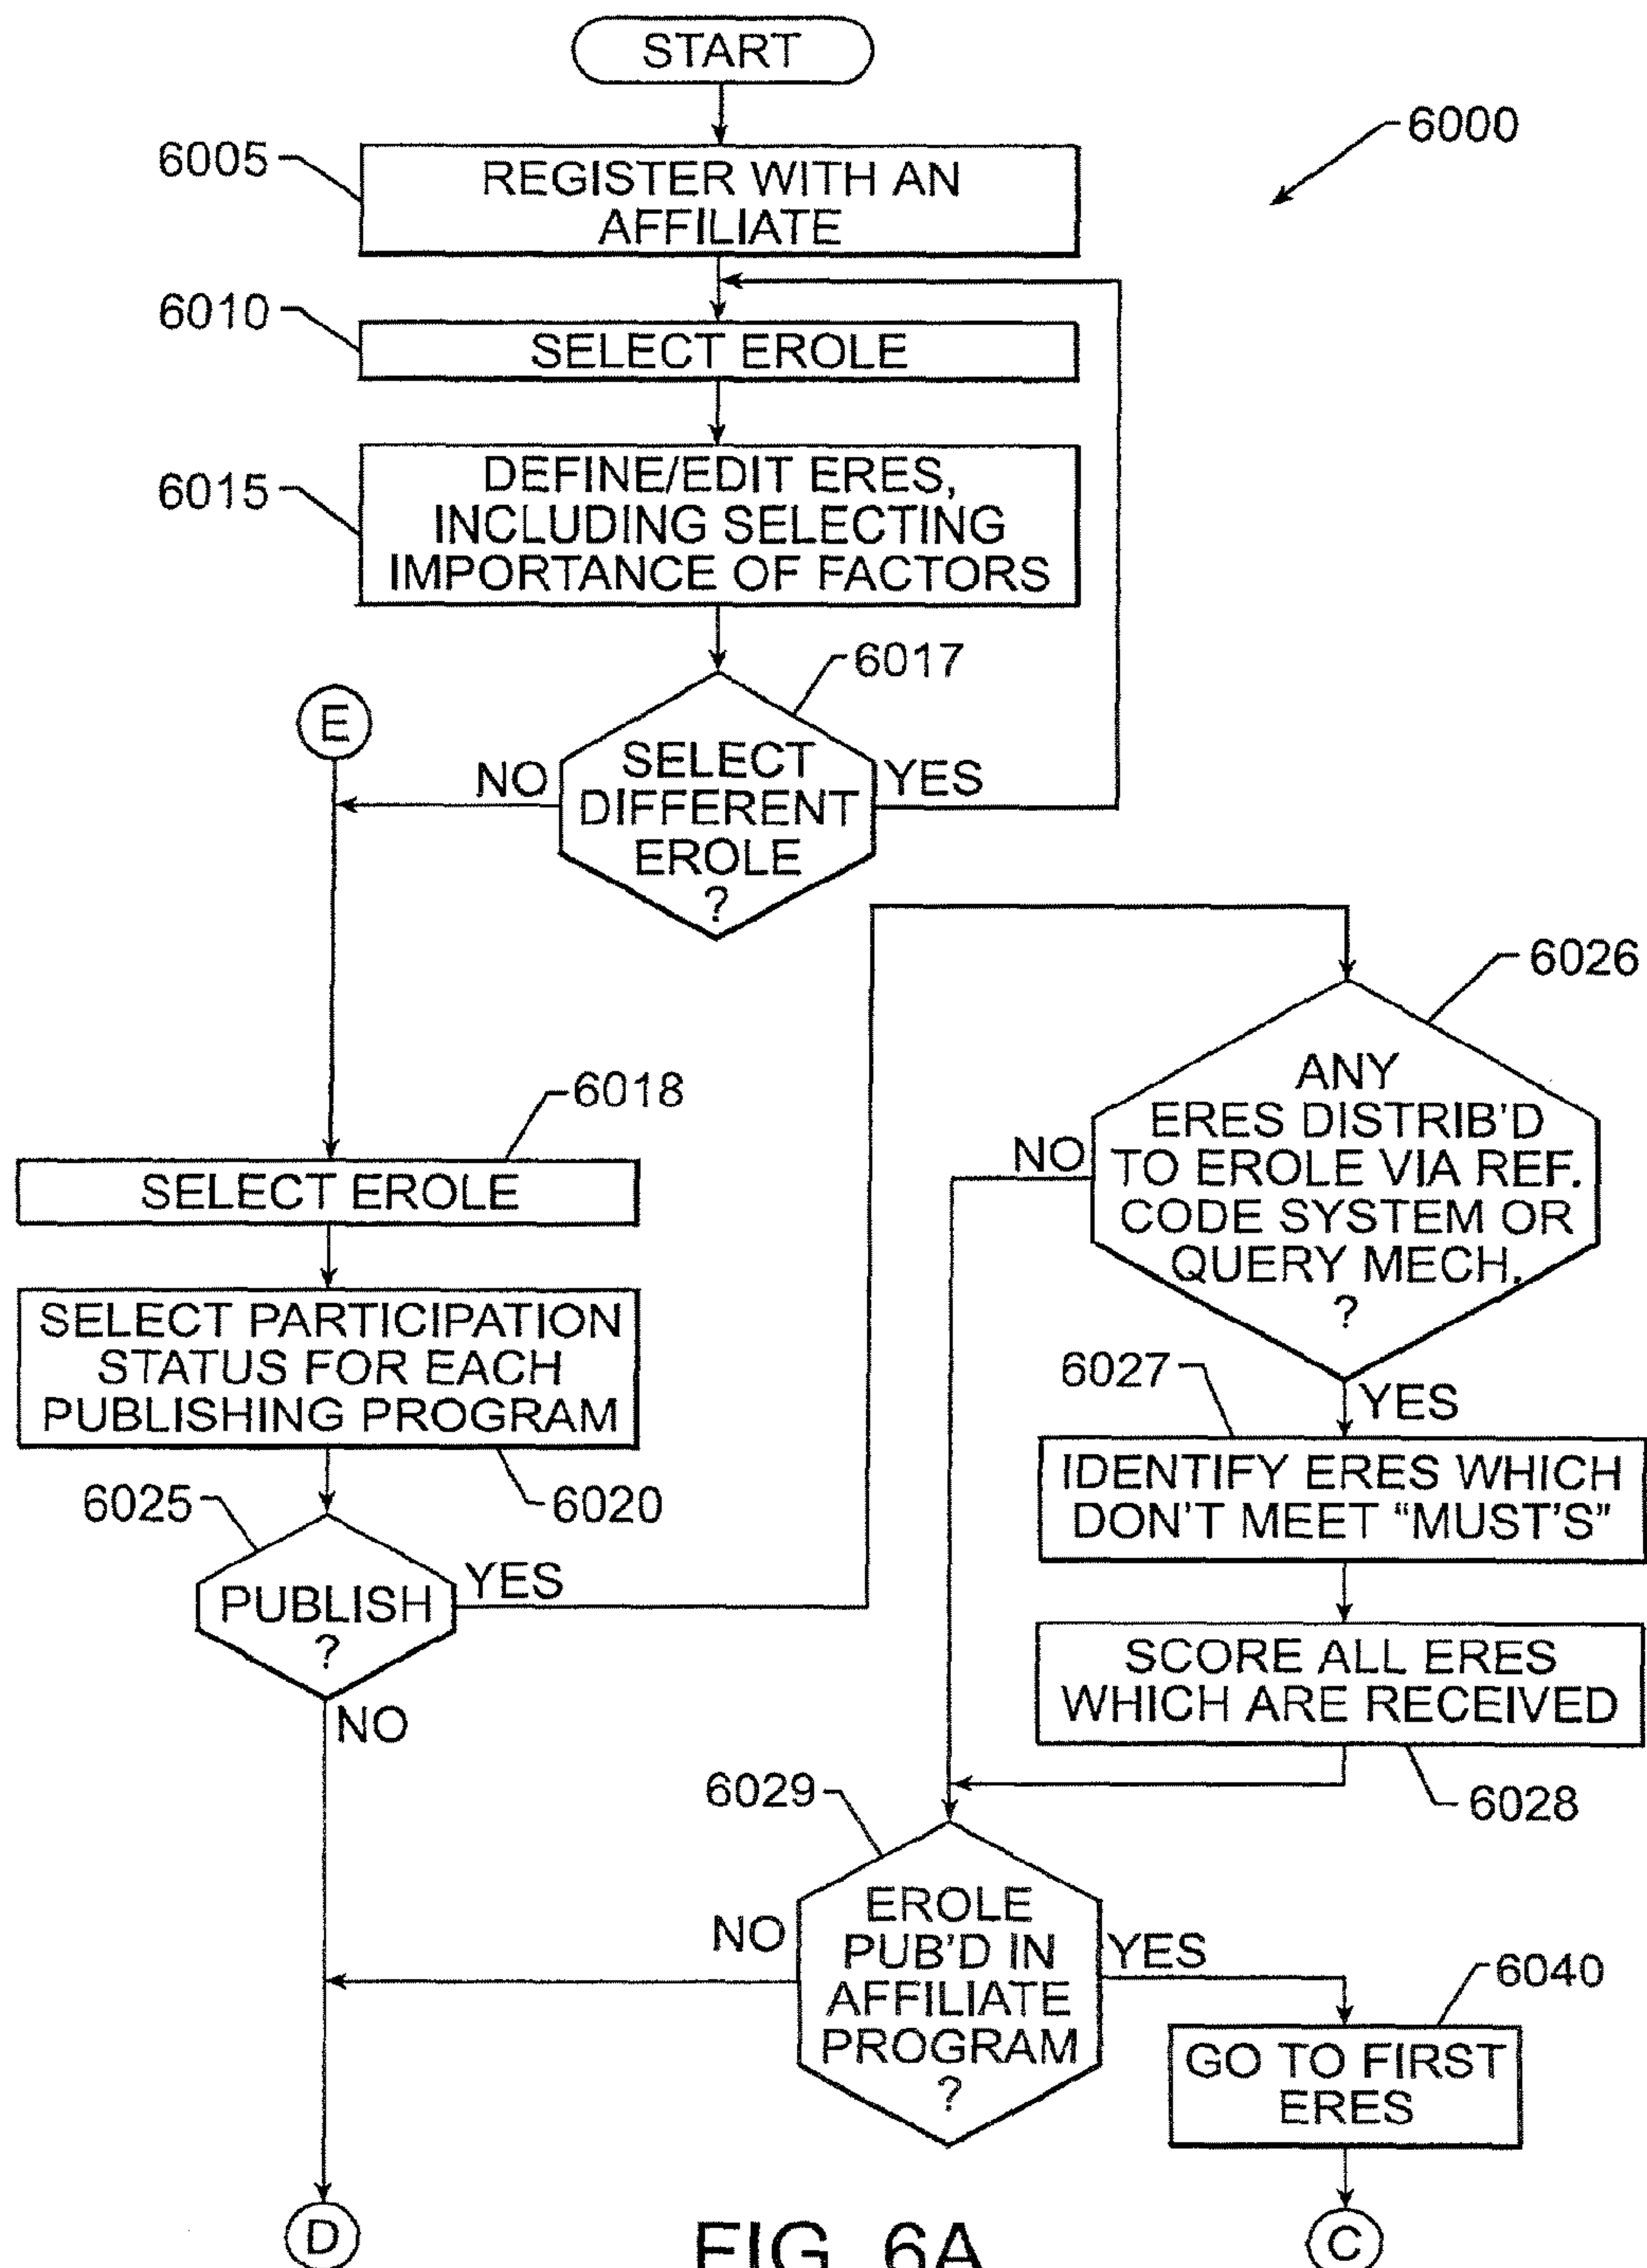 START
6000
6005
REGISTER WITH AN
AFFILIATE
6010
SELECT EROLE
6015
DEFINE/EDIT ERES,
INCLUDING SELECTING
IMPORTANCE OF FACTORS
6017
E
SELECT
DIFFERENT
EROLE
?
NO
YES
6026
ANY
ERES DISTRIB'D
TO EROLE VIA REF.
CODE SYSTEM OR
QUERY MECH.
?
NO
YES
6018
SELECT EROLE
SELECT PARTICIPATION
STATUS FOR EACH
PUBLISHING PROGRAM
6020
6025
PUBLISH
?
YES
NO
6027
IDENTIFY ERES WHICH
DON'T MEET “MUST'S”
SCORE ALL ERES
WHICH ARE RECEIVED
6028
6029
EROLE
PUB'D IN
AFFILIATE
PROGRAM
?
NO
YES
6040
GO TO FIRST
ERES
D
C
FIG. 6A